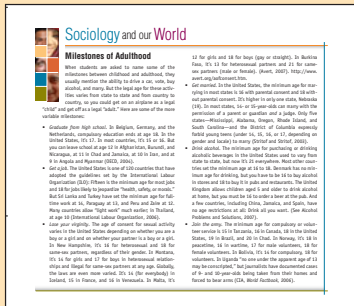 Sociology and our World
Milestones of Adulthood
When students are asked to name some of the
milestones between childhood and adulthood, they
usually mention the ability to drive a car, vote, buy
alcohol, and marry. But the legal age for these activ-
ities varies from state to state and from country to
country, so you could get on an airplane as a legal
"child" and get off as a legal "adult." Here are some of the more
variable milestones:
• Graduate from high school. In Belgium, Germany, and the
Netherlands, compulsory education ends at age 18. In the
United States, it's 17. In most countries, it's 15 or 16. But
you can leave school at age 12 in Afghanistan, Burundi, and
Nicaragua, at 11 in Chad and Jamaica, at 10 in Iran, and at
9 in Angola and Myanmar (OECD, 2006).
• Get a job. The United States is one of 120 countries that have
adopted the guidelines set by the International Labour
Organization (ILO): Fifteen is the minimum age for most jobs
and 18 for jobs likely to jeopardize "health, safety, or morals."
But Sri Lanka and Turkey have set the minimum age for full-
time work at 16, Paraguay at 13, and Peru and Zaire at 12.
Many countries allow "light work" much earlier: in Thailand,
at age 10 (International Labour Organization, 2006).
• Lose your virginity. The age of consent for sexual activity
varies in the United States depending on whether you are a
boy or a girl and on whether your partner is a boy or a girl.
In New Hampshire, it's 16 for heterosexual and 18 for
same-sex partners, regardless of their gender. In Montana,
it's 14 for girls and 17 for boys in heterosexual relation-
ships and illegal for same-sex partners at any age. Globally,
the laws are even more varied. It's 14 (for everybody) in
Iceland, 15 in France, and 16 in Venezuela. In Malta, it's
12 for girls and 18 for boys (gay or straight). In Burkina
Faso, it's 13 for heterosexual partners and 21 for same-
sex partners (male or female). (Avert, 2007). http://www.
avert.org/aofconsent.htm.
• Get married. In the United States, the minimum age for mar-
rying in most states is 16 with parental consent and 18 with-
out parental consent. It's higher in only one state, Nebraska
(19). In most states, 14- or 15-year-olds can marry with the
permission of a parent or guardian and a judge. Only five
states—Mississippi, Alabama, Oregon, Rhode Island, and
South Carolina—and the District of Columbia expressly
forbid young teens (under 14, 15, 16, or 17, depending on
gender and locale) to marry (Stritof and Stritof, 2002).
• Drink alcohol. The minimum age for purchasing or drinking
alcoholic beverages in the United States used to vary from
state to state, but now it's 21 everywhere. Most other coun-
tries set the minimum age at 16 to 18. Denmark has no min-
imum age for drinking, but you have to be 16 to buy alcohol
in stores and 18 to buy it in pubs and restaurants. The United
Kingdom allows children aged 5 and older to drink alcohol
at home, but you must be 16 to order a beer at the pub. And
a few countries, including China, Jamaica, and Spain, have
no age restrictions at all: Drink all you want. (See Alcohol
Problems and Solutions, 2007).
• Join the army. The minimum age for compulsory or volun-
teer service is 15 in Tanzania, 16 in Canada, 18 in the United
States, 19 in Brazil, and 20 in Chad. In Norway, it's 18 in
peacetime, 16 in wartime, 17 for male volunteers, 18 for
female volunteers. In Bolivia, it's 14 for compulsory, 18 for
volunteers. In Uganda "no one under the apparent age of 13
may be conscripted," but journalists have documented cases
of 9- and 10-year-olds being taken from their homes and
forced to bear arms (CIA, World Factbook, 2006).